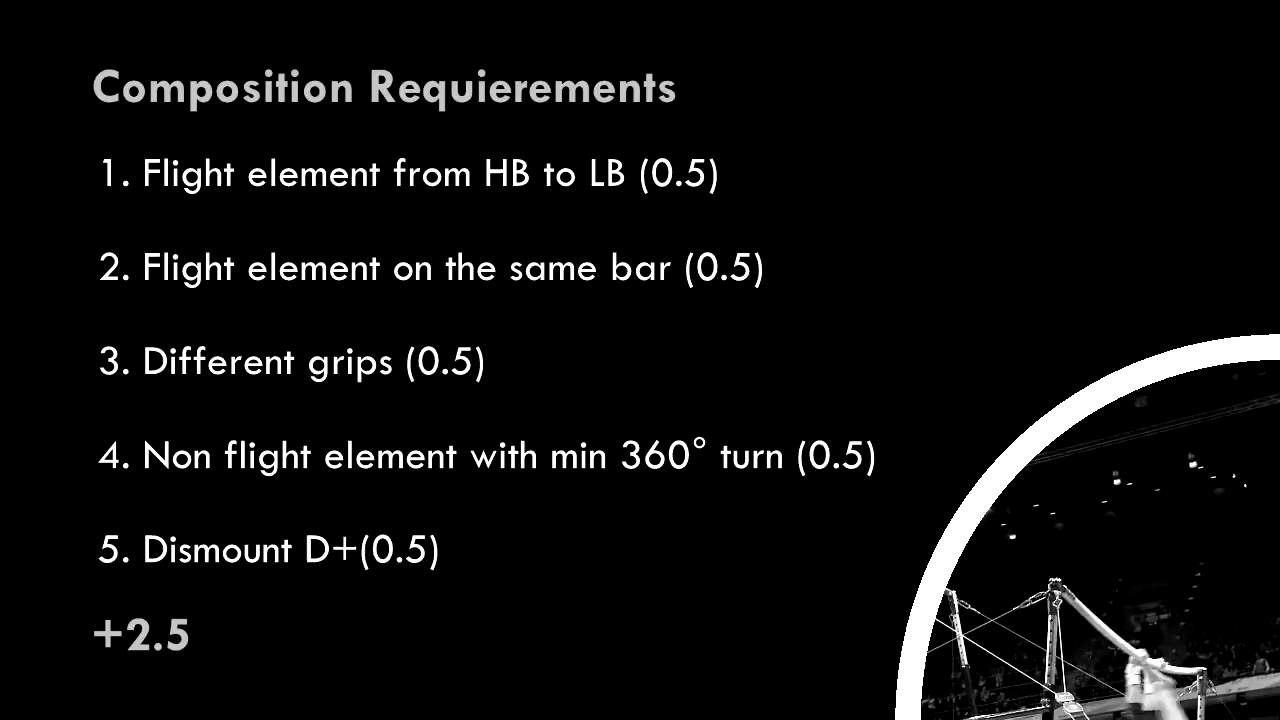 Composition Requierements
1. Flight element from HB to LB (0.5)
2. Flight element on the same bar (0.5)
3. Different grips (0.5)
4. Non flight element with min 360° turn (0.5)
5. Dismount D+(0.5)
+2.5